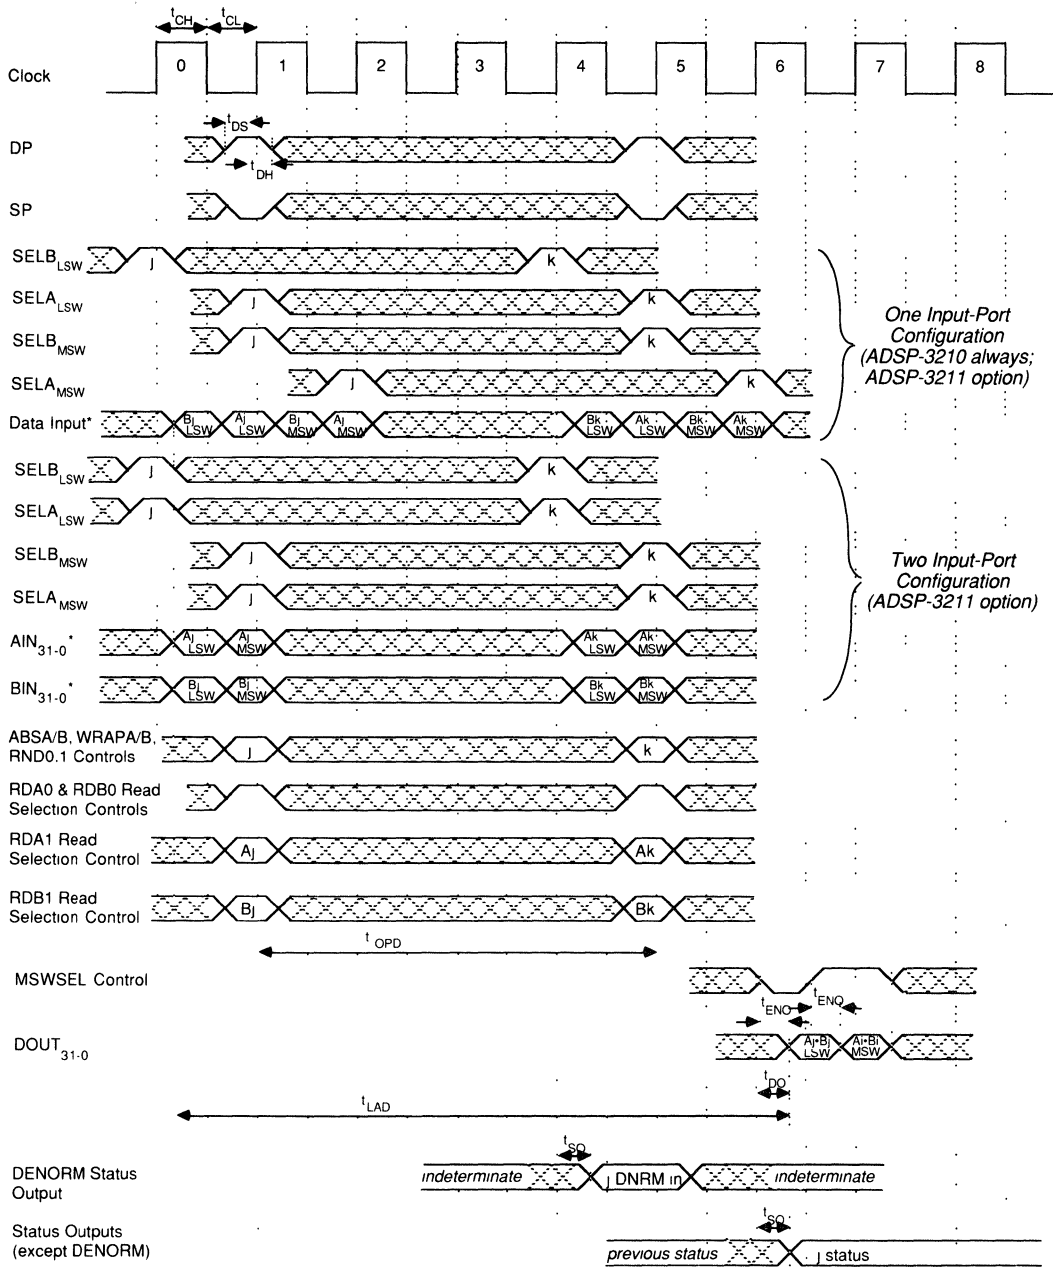 tCH tCL
Clock 0 1 2 3 4 5 6 7 8
tDS
DP
tDH
SP
SELBLSW j k
SELALSW j k
SELBMSW j k
SELAMSW j k
Data Input* Bj LSW Aj LSW Bj MSW Aj MSW Bk LSW Ak LSW Bk MSW Ak MSW
One Input-Port
Configuration
(ADSP-3210 always;
ADSP-3211 option)
SELBLSW j k
SELALSW j k
SELBMSW j k
SELAMSW j k
AIN31-0* Aj LSW Aj MSW Ak LSW Ak MSW
BIN31-0* Bj LSW Bj MSW Bk LSW Bk MSW
Two Input-Port
Configuration
(ADSP-3211 option)
ABSA/B, WRAPA/B,
RND0.1 Controls j k
RDA0 & RDB0 Read
Selection Controls
RDA1 Read
Selection Control Aj Ak
RDB1 Read
Selection Control Bj Bk
tOPD
MSWSEL Control
tENO tENO
DOUT31-0 Aj•Bj LSW Aj•Bj MSW
tDO
tLAD
tSO
DENORM Status
Output
indeterminate j DNRM in indeterminate
tSO
Status Outputs
(except DENORM)
previous status j status